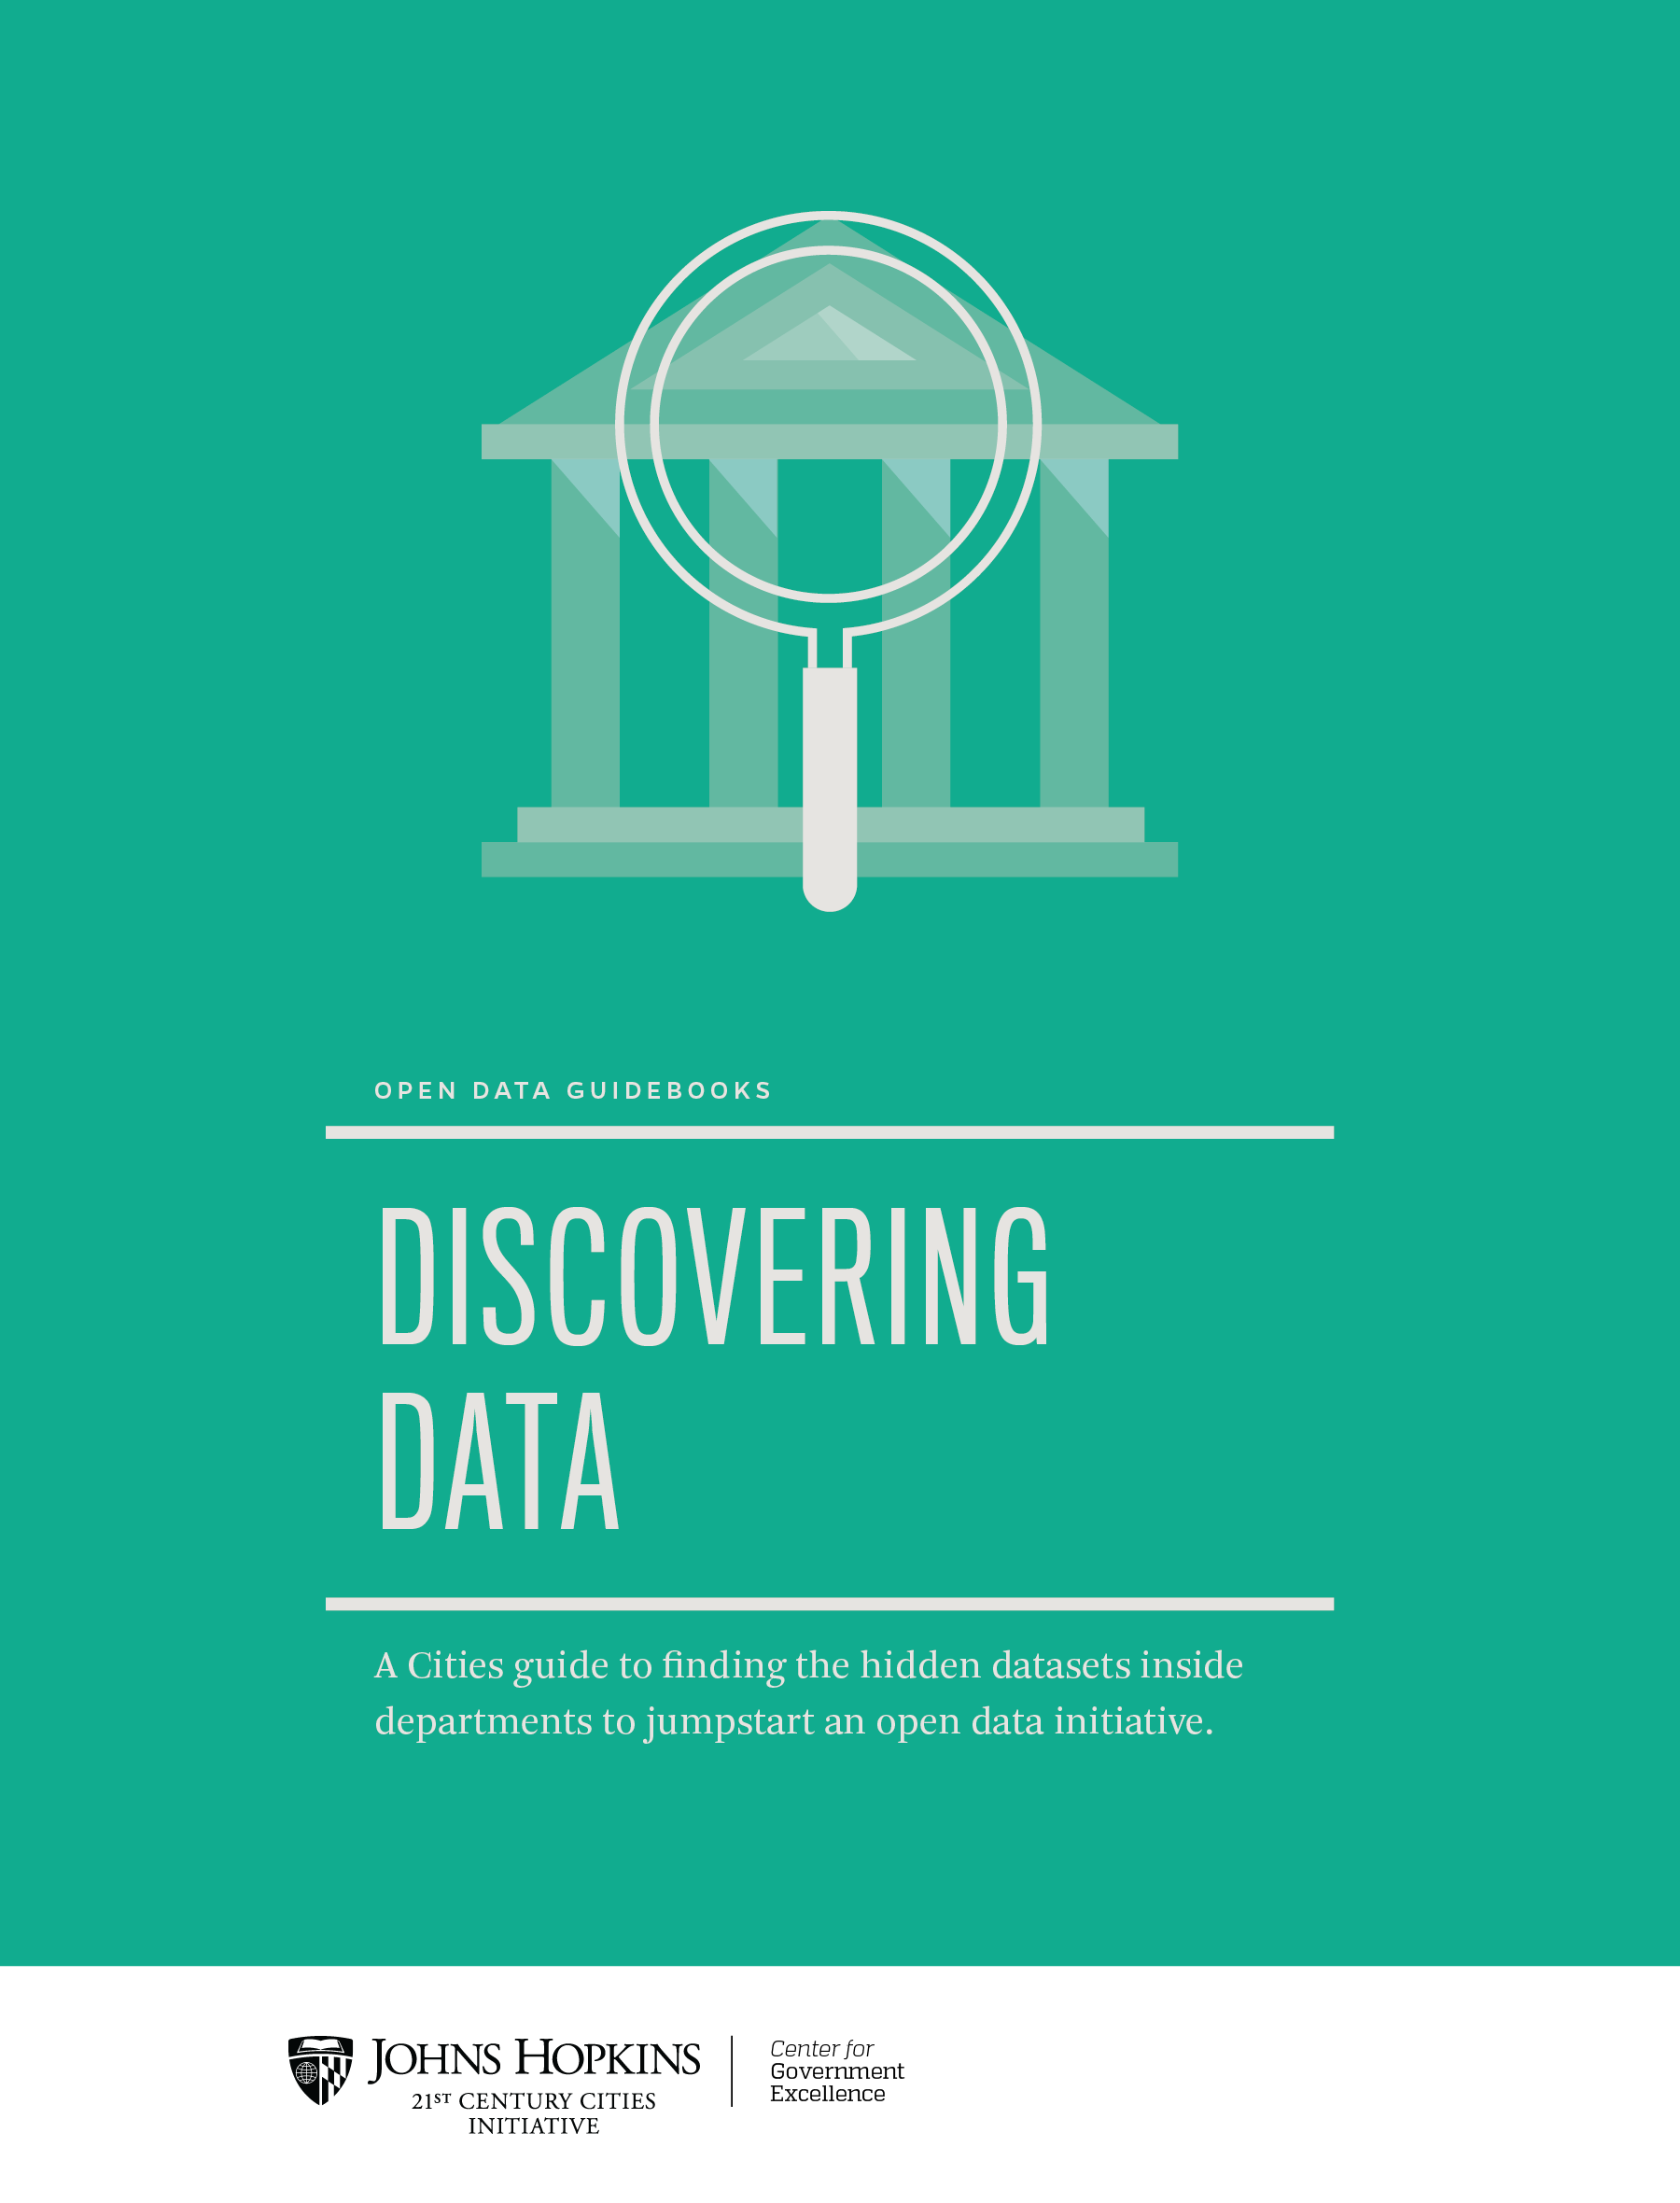 OPEN DATA GUIDEBOOKS
DISCOVERING
DATA
A Cities guide to finding the hidden datasets inside
departments to jumpstart an open data initiative.
JOHNS HOPKINS
21ST CENTURY CITIES
INITIATIVE
Center for
Government
Excellence